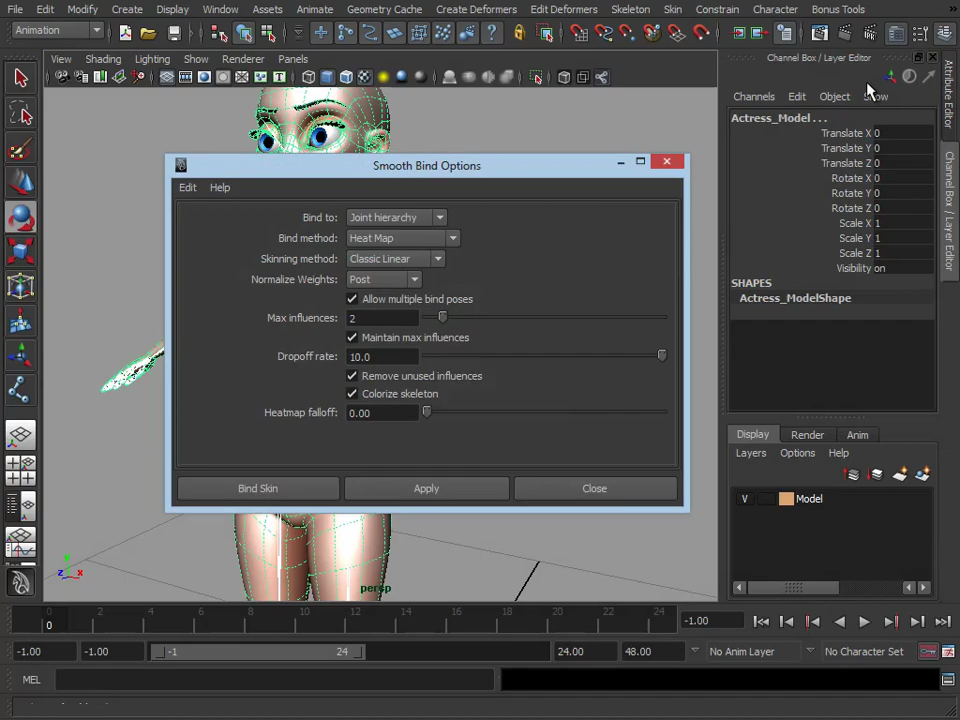 File Edit Modify Create Display Window Assets Animate Geometry Cache Create Deformers Edit Deformers Skeleton Skin Constrain Character Bonus Tools
Animation
View Shading Lighting Show Renderer Panels
Channel Box / Layer Editor
Channels Edit Object Show
Actress_Model . . .
Translate X 0
Translate Y 0
Translate Z 0
Rotate X 0
Rotate Y 0
Rotate Z 0
Scale X 1
Scale Y 1
Scale Z 1
Visibility on
SHAPES
Actress_ModelShape
Attribute Editor
Channel Box / Layer Editor
Smooth Bind Options
Edit Help
Bind to: Joint hierarchy
Bind method: Heat Map
Skinning method: Classic Linear
Normalize Weights: Post
Allow multiple bind poses
Max influences: 2
Maintain max influences
Dropoff rate: 10.0
Remove unused influences
Colorize skeleton
Heatmap falloff: 0.00
Bind Skin Apply Close
Display Render Anim
Layers Options Help
V Model
z x
persp
0 2 4 6 8 10 12 14 16 18 20 22 24
0
-1.00
-1.00 -1.00 -1 24 24.00 48.00 No Anim Layer No Character Set
MEL